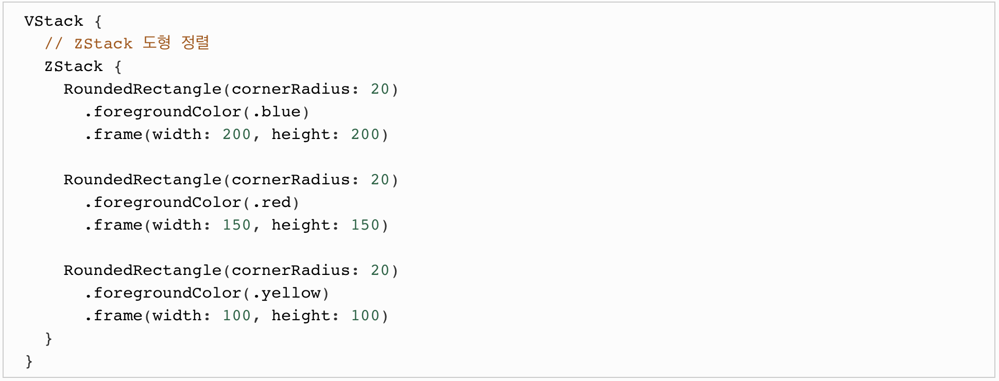 VStack {
  // ZStack 도형 정렬
  ZStack {
    RoundedRectangle(cornerRadius: 20)
      .foregroundColor(.blue)
      .frame(width: 200, height: 200)

    RoundedRectangle(cornerRadius: 20)
      .foregroundColor(.red)
      .frame(width: 150, height: 150)

    RoundedRectangle(cornerRadius: 20)
      .foregroundColor(.yellow)
      .frame(width: 100, height: 100)
  }
}